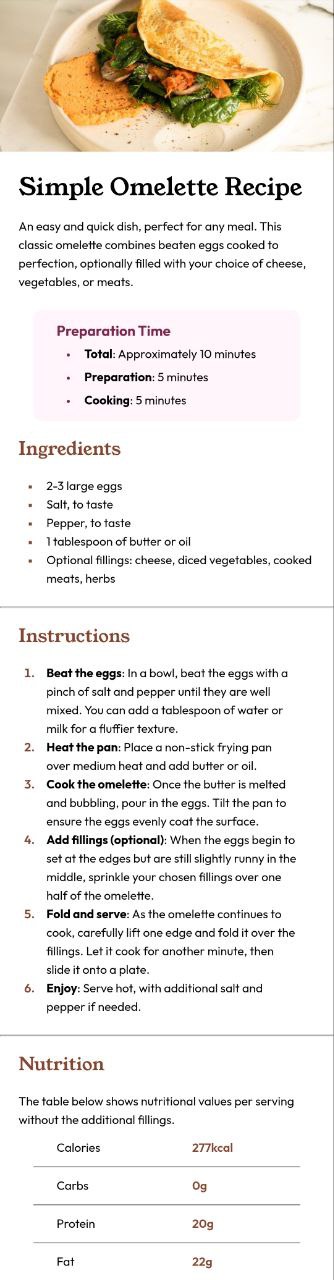 Simple Omelette Recipe
An easy and quick dish, perfect for any meal. This
classic omelette combines beaten eggs cooked to
perfection, optionally filled with your choice of cheese,
vegetables, or meats.
Preparation Time
• Total: Approximately 10 minutes
• Preparation: 5 minutes
• Cooking: 5 minutes
Ingredients
▪ 2-3 large eggs
▪ Salt, to taste
▪ Pepper, to taste
▪ 1 tablespoon of butter or oil
▪ Optional fillings: cheese, diced vegetables, cooked
meats, herbs
Instructions
1. Beat the eggs: In a bowl, beat the eggs with a
pinch of salt and pepper until they are well
mixed. You can add a tablespoon of water or
milk for a fluffier texture.
2. Heat the pan: Place a non-stick frying pan
over medium heat and add butter or oil.
3. Cook the omelette: Once the butter is melted
and bubbling, pour in the eggs. Tilt the pan to
ensure the eggs evenly coat the surface.
4. Add fillings (optional): When the eggs begin to
set at the edges but are still slightly runny in the
middle, sprinkle your chosen fillings over one
half of the omelette.
5. Fold and serve: As the omelette continues to
cook, carefully lift one edge and fold it over the
fillings. Let it cook for another minute, then
slide it onto a plate.
6. Enjoy: Serve hot, with additional salt and
pepper if needed.
Nutrition
The table below shows nutritional values per serving
without the additional fillings.
Calories 277kcal
Carbs 0g
Protein 20g
Fat 22g